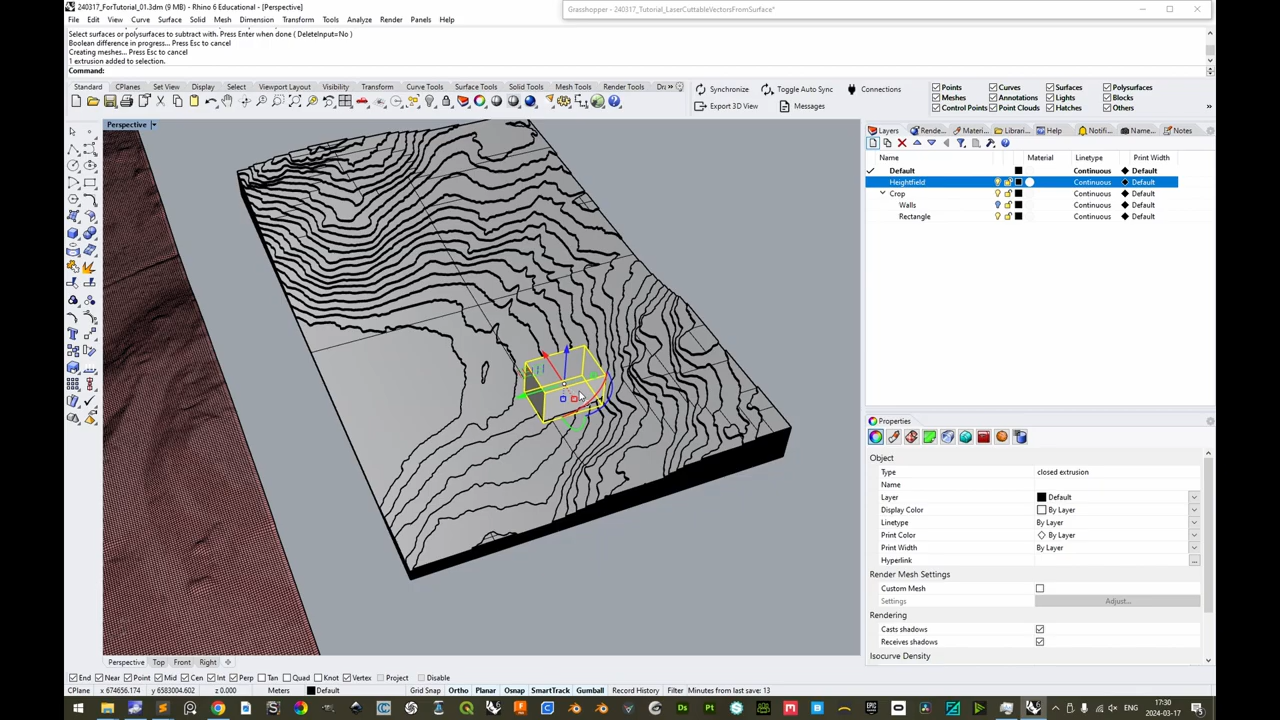 240317_ForTutorial_01.3dm (9 MB) - Rhino 6 Educational - [Perspective]
Grasshopper - 240317_Tutorial_LaserCuttableVectorsFromSurface*
File Edit View Curve Surface Solid Mesh Dimension Transform Tools Analyze Render Panels Help
Select surfaces or polysurfaces to subtract with. Press Enter when done ( DeleteInput=No )
Boolean difference in progress... Press Esc to cancel
Creating meshes... Press Esc to cancel
1 extrusion added to selection.
Command:
Standard CPlanes Set View Display Select Viewport Layout Visibility Transform Curve Tools Surface Tools Solid Tools Mesh Tools Render Tools Dra
Synchronize Toggle Auto Sync Connections
Export 3D View Messages
Points Curves Surfaces Polysurfaces
Meshes Annotations Lights Blocks
Control Points Point Clouds Hatches Others
Perspective
Layers Rende... Materi... Librari... Help Notifi... Name... Notes
Name Material Linetype Print Width
Default Continuous Default
Heightfield Continuous Default
Crop Continuous Default
Walls Continuous Default
Rectangle Continuous Default
Properties
Object
Type closed extrusion
Name
Layer Default
Display Color By Layer
Linetype By Layer
Print Color By Layer
Print Width By Layer
Hyperlink ...
Render Mesh Settings
Custom Mesh
Settings Adjust...
Rendering
Casts shadows
Receives shadows
Isocurve Density
Perspective Top Front Right
End Near Point Mid Cen Int Perp Tan Quad Knot Vertex Project Disable
CPlane x 674656.174 y 6583004.602 z 0.000 Meters Default Grid Snap Ortho Planar Osnap SmartTrack Gumball Record History Filter Minutes from last save: 13
17:30
2024-03-17